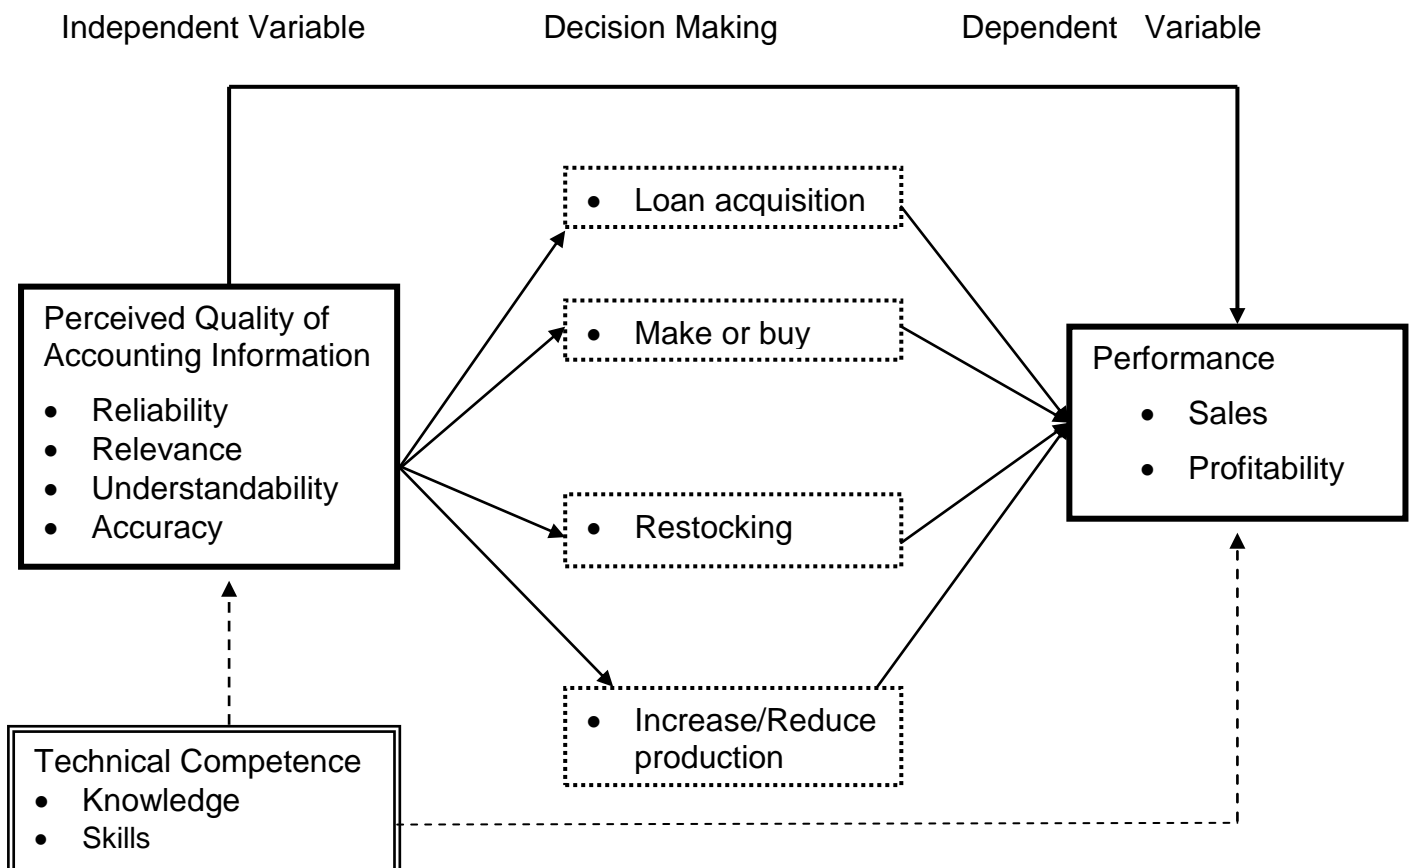 Independent Variable
Decision Making
Dependent Variable
• Loan acquisition
Perceived Quality of
Accounting Information
• Reliability
• Relevance
• Understandability
• Accuracy
• Make or buy
Performance
• Sales
• Profitability
• Restocking
• Increase/Reduce
production
Technical Competence
• Knowledge
• Skills